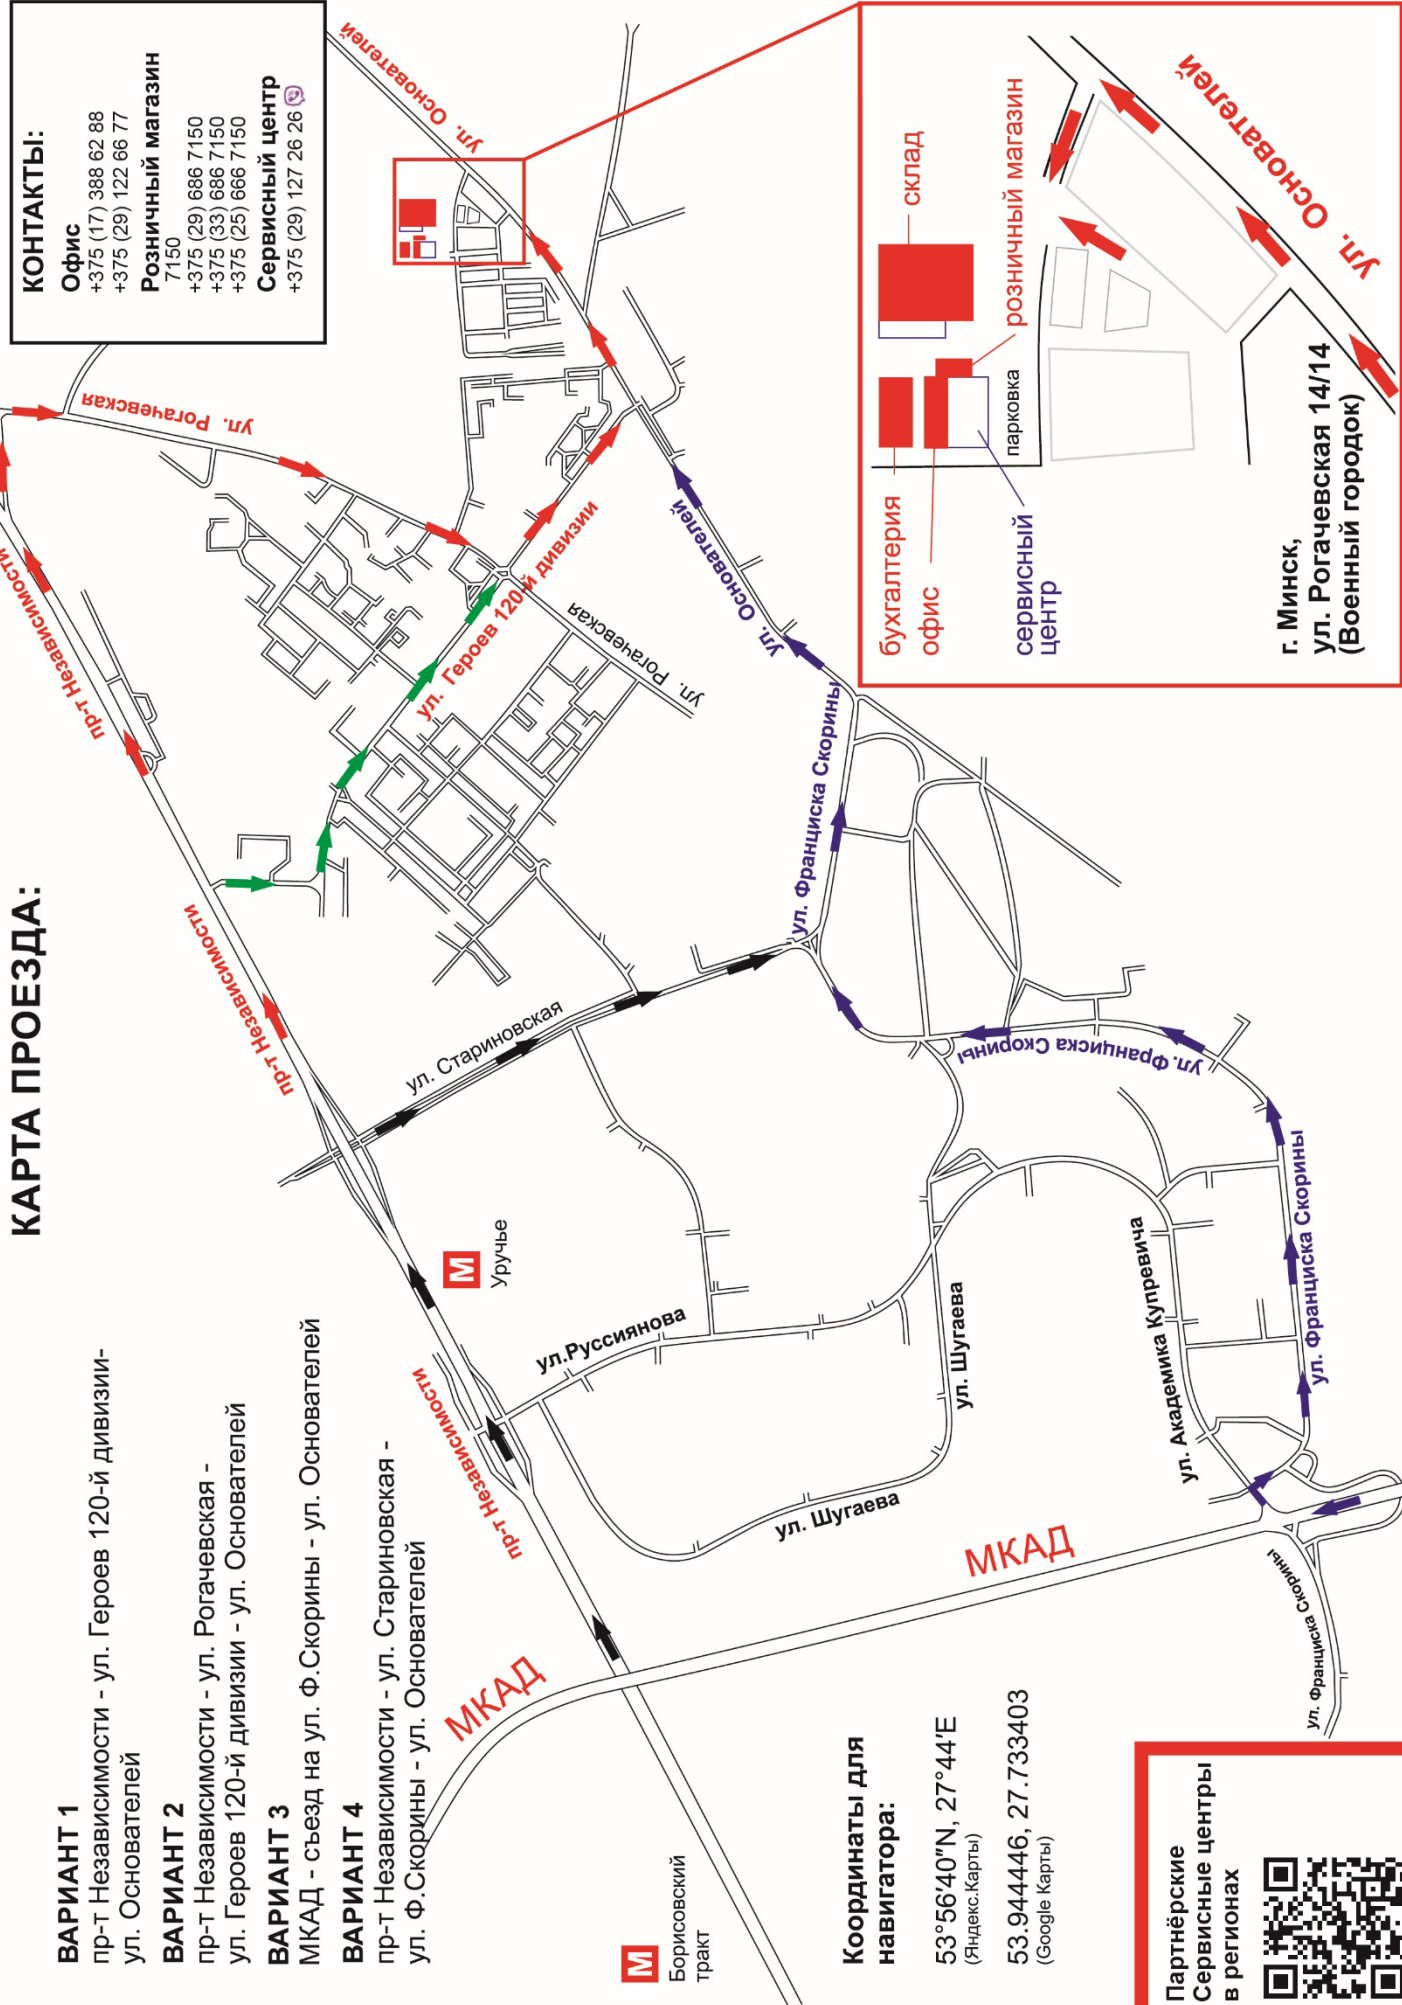 КАРТА ПРОЕЗДА:
ВАРИАНТ 1
пр-т Независимости - ул. Героев 120-й дивизии-
ул. Основателей
ВАРИАНТ 2
пр-т Независимости - ул. Рогачевская -
ул. Героев 120-й дивизии - ул. Основателей
ВАРИАНТ 3
МКАД - съезд на ул. Ф.Скорины - ул. Основателей
ВАРИАНТ 4
пр-т Независимости - ул. Стариновская -
ул. Ф.Скорины - ул. Основателей
КОНТАКТЫ:
Офис
+375 (17) 388 62 88
+375 (29) 122 66 77
Розничный магазин
7150
+375 (29) 686 7150
+375 (33) 686 7150
+375 (25) 666 7150
Сервисный центр
+375 (29) 127 26 26
пр-т Независимости
пр-т Независимости
пр-т Независимости
пр-т Независимости
ул. Рогачевская
ул. Основателей
ул. Героев 120-й дивизии
ул. Рогачевская
ул. Стариновская
М
Уручье
ул.Руссиянова
ул. Основателей
ул. Франциска Скорины
ул. Франциска Скорины
ул. Шугаева
ул. Шугаева
ул. Академика Купревича
ул. Франциска Скорины
ул. Франциска Скорины
МКАД
МКАД
М
Борисовский
тракт
Координаты для
навигатора:
53°56'40"N, 27°44'E
(Яндекс.Карты)
53.944446, 27.733403
(Google Карты)
Партнёрские
Сервисные центры
в регионах
бухгалтерия
офис
склад
розничный магазин
парковка
сервисный
центр
ул. Основателей
г. Минск,
ул. Рогачевская 14/14
(Военный городок)